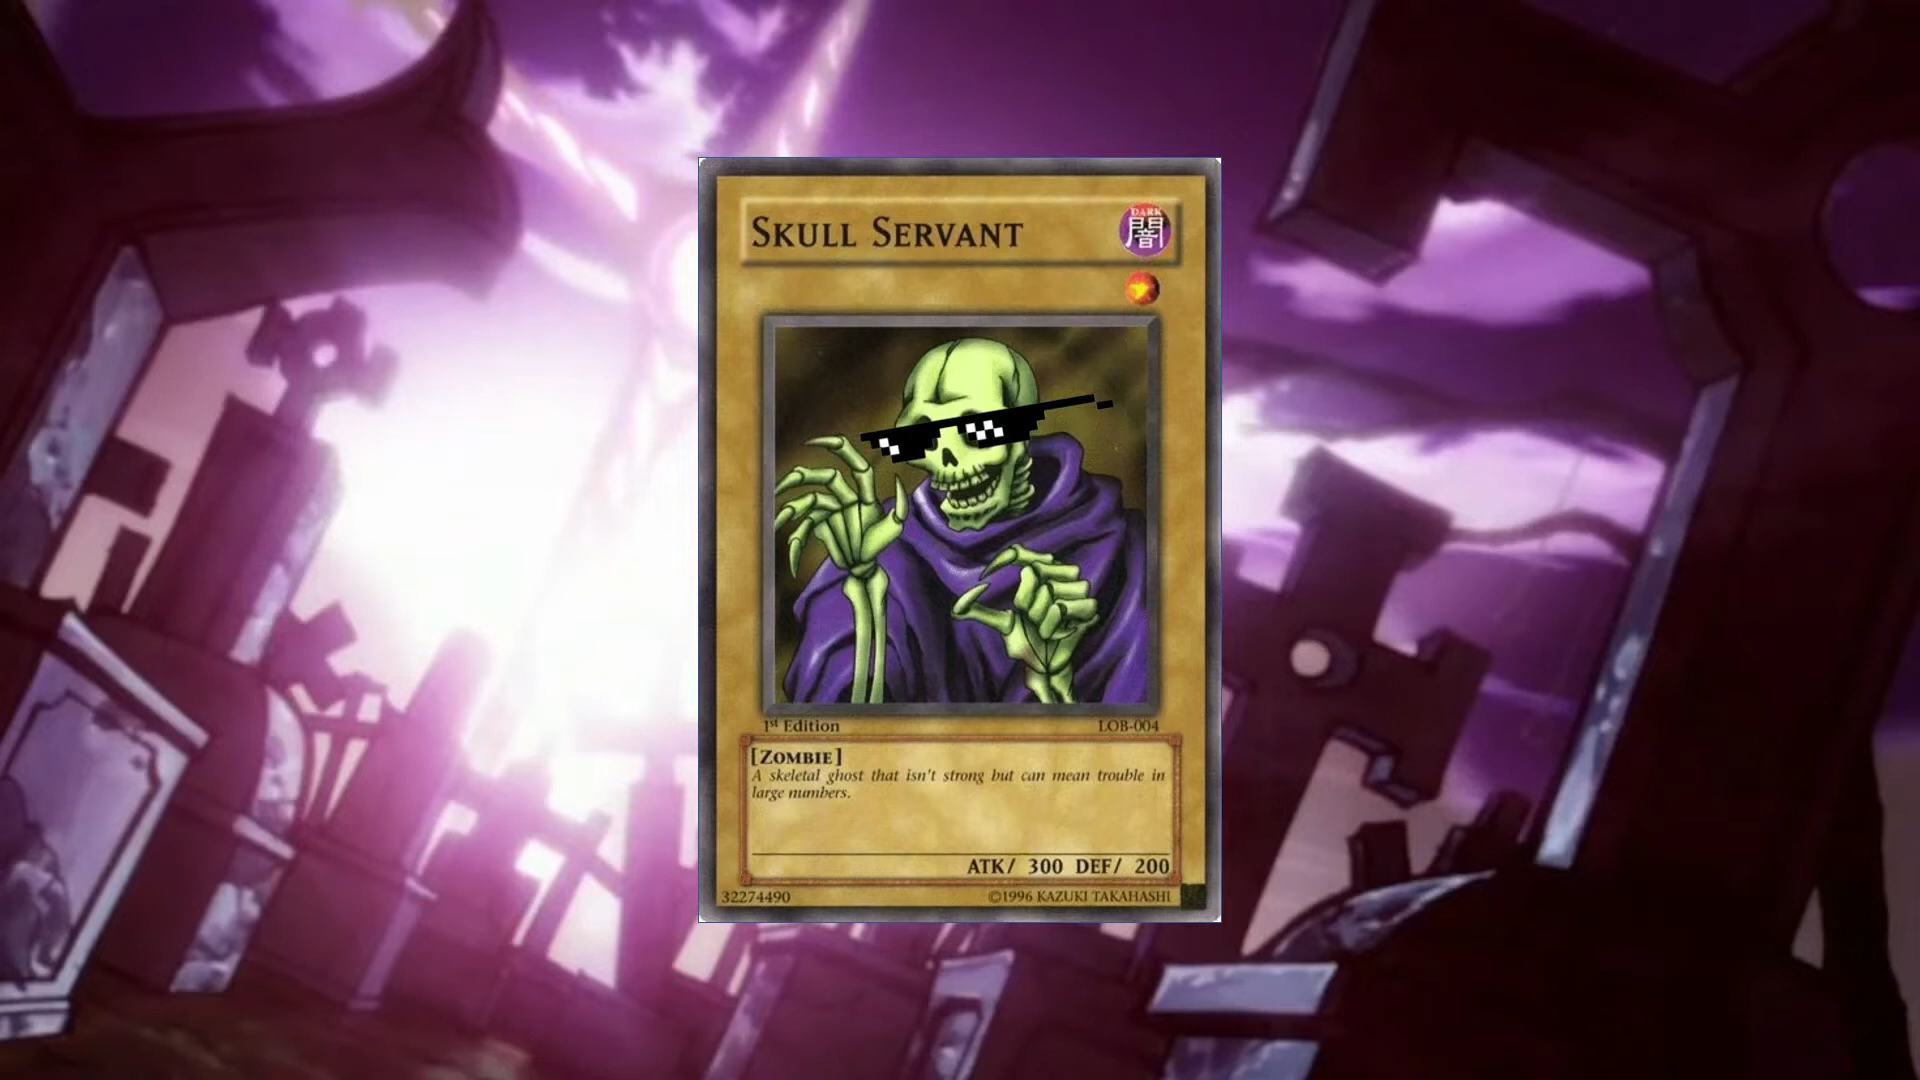 SKULL SERVANT
DARK
闇
1st Edition
LOB-004
[ZOMBIE]
A skeletal ghost that isn't strong but can mean trouble in
large numbers.
ATK/ 300 DEF/ 200
32274490
©1996 KAZUKI TAKAHASHI